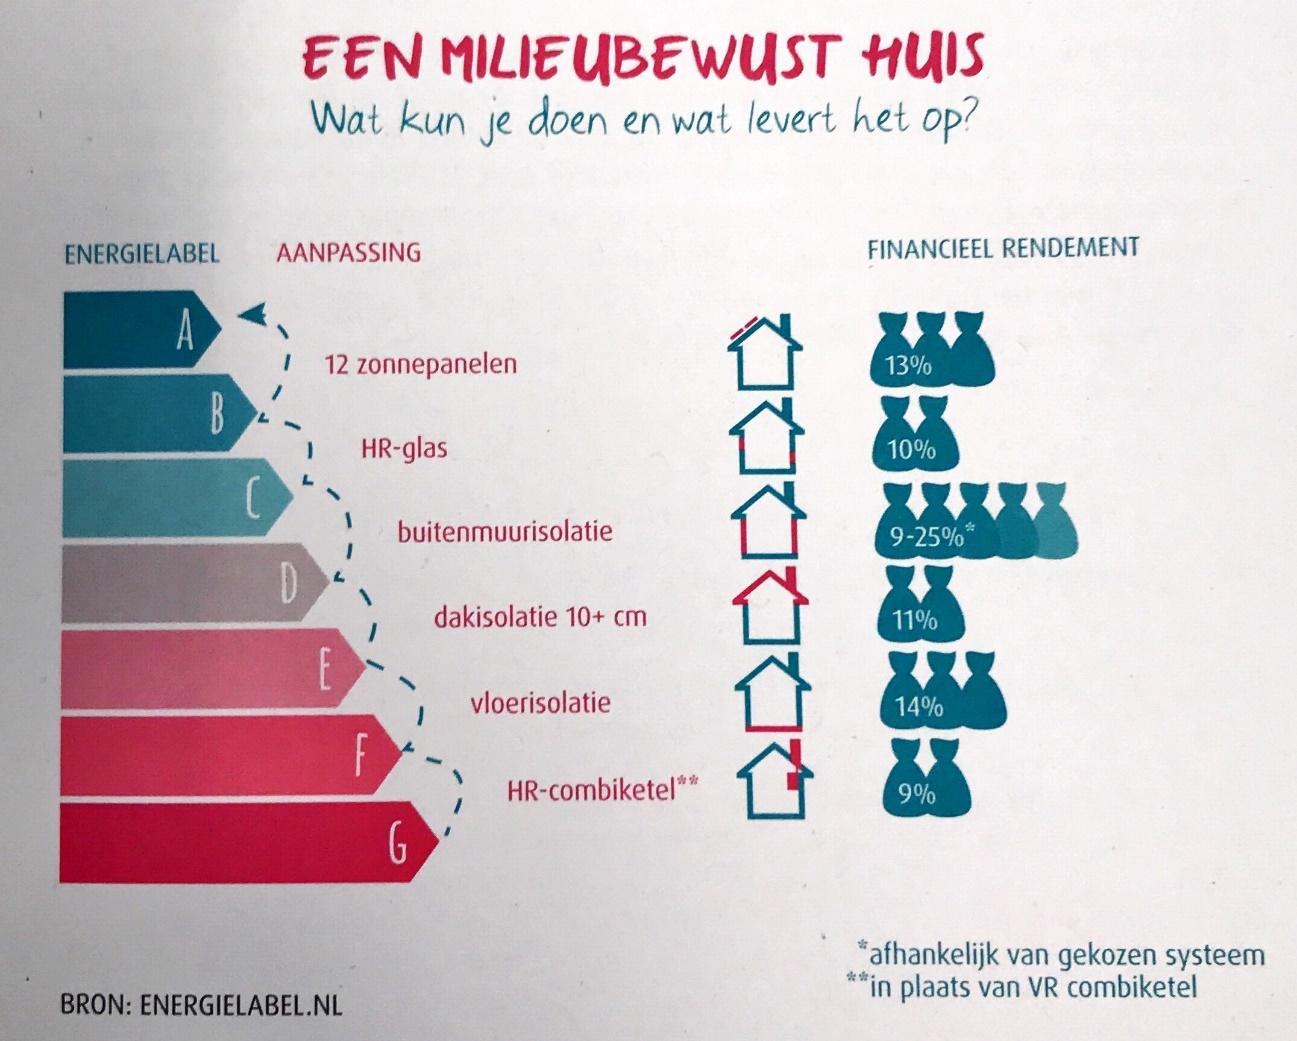 EEN MILIEUBEWUST HUIS
Wat kun je doen en wat levert het op?
ENERGIELABEL AANPASSING FINANCIEEL RENDEMENT
A
12 zonnepanelen 13%
B
HR-glas 10%
C
buitenmuurisolatie 9-25%*
D
dakisolatie 10+ cm 11%
E
vloerisolatie 14%
F
HR-combiketel** 9%
G
*afhankelijk van gekozen systeem
**in plaats van VR combiketel
BRON: ENERGIELABEL.NL